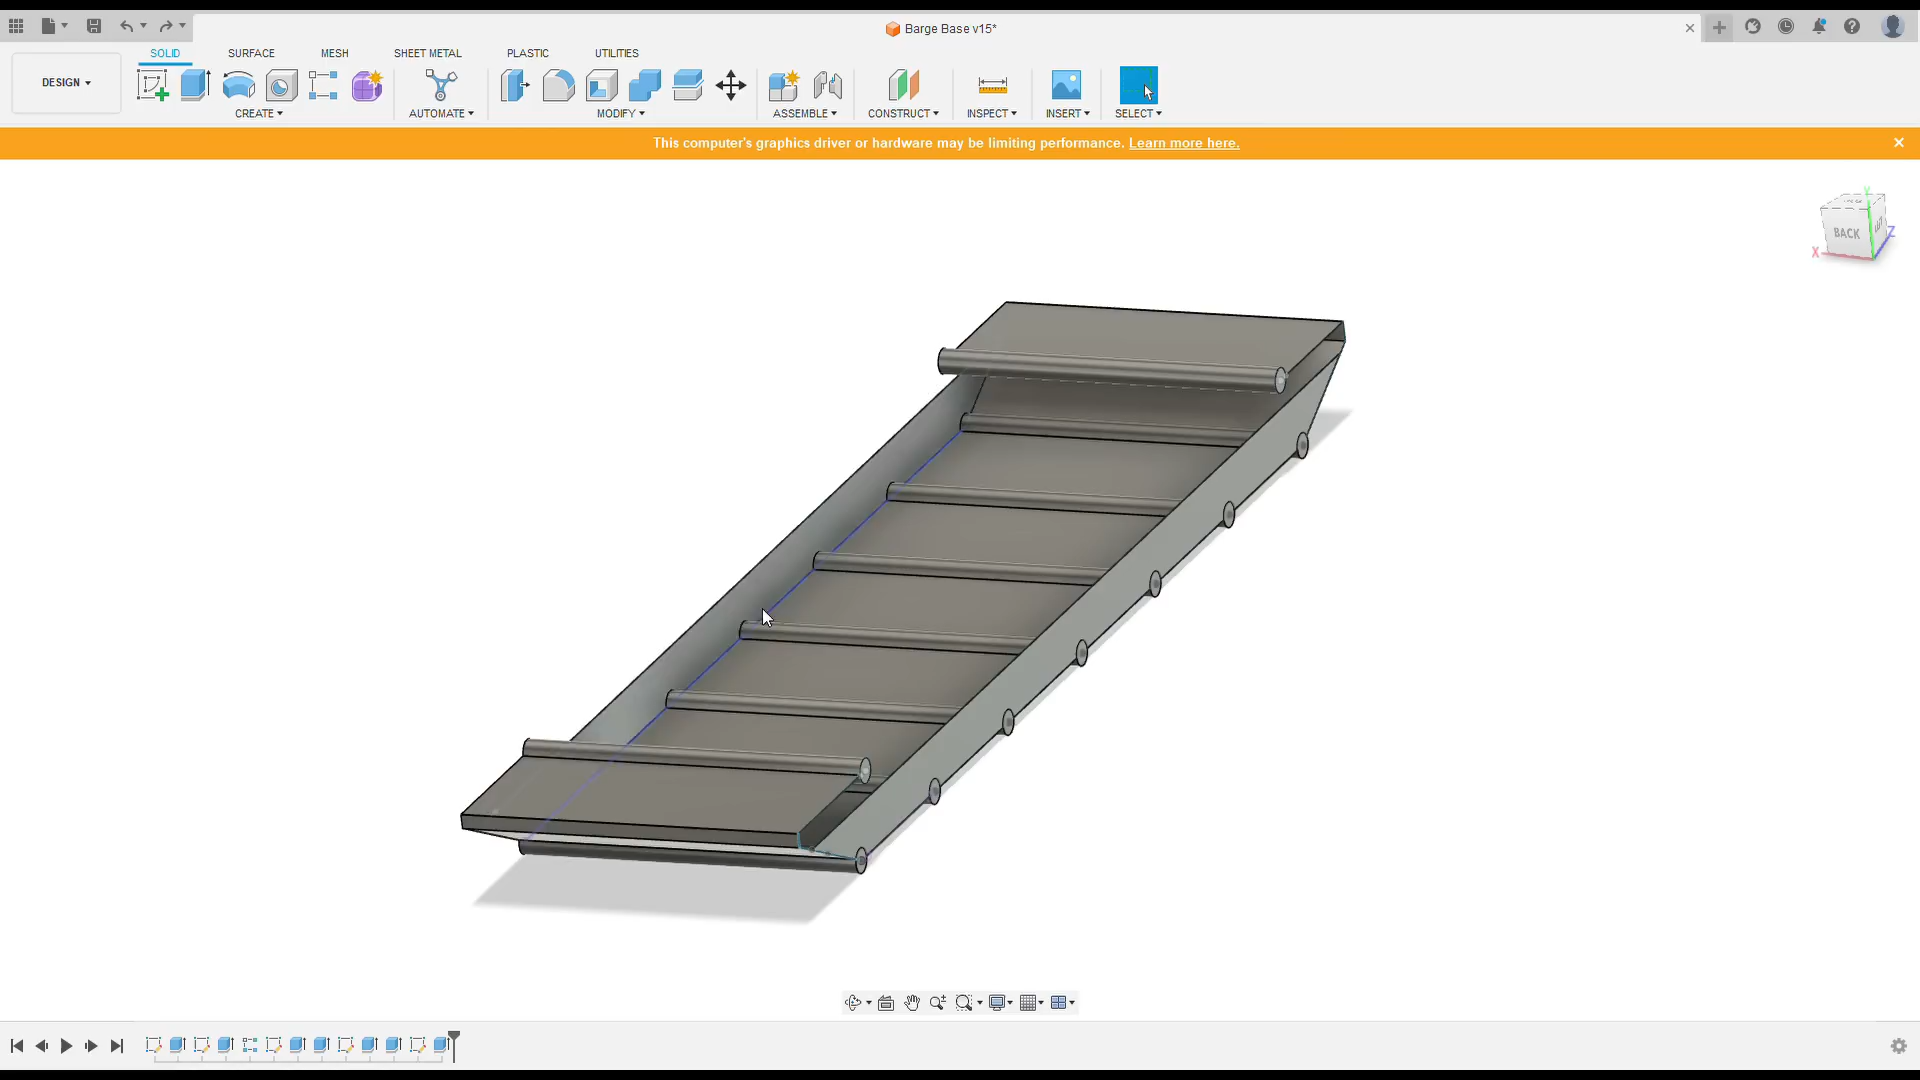 Barge Base v15*
SOLID SURFACE MESH SHEET METAL PLASTIC UTILITIES
DESIGN
CREATE AUTOMATE MODIFY ASSEMBLE CONSTRUCT INSPECT INSERT SELECT
This computer's graphics driver or hardware may be limiting performance. Learn more here.
Y
BACK
Z
X